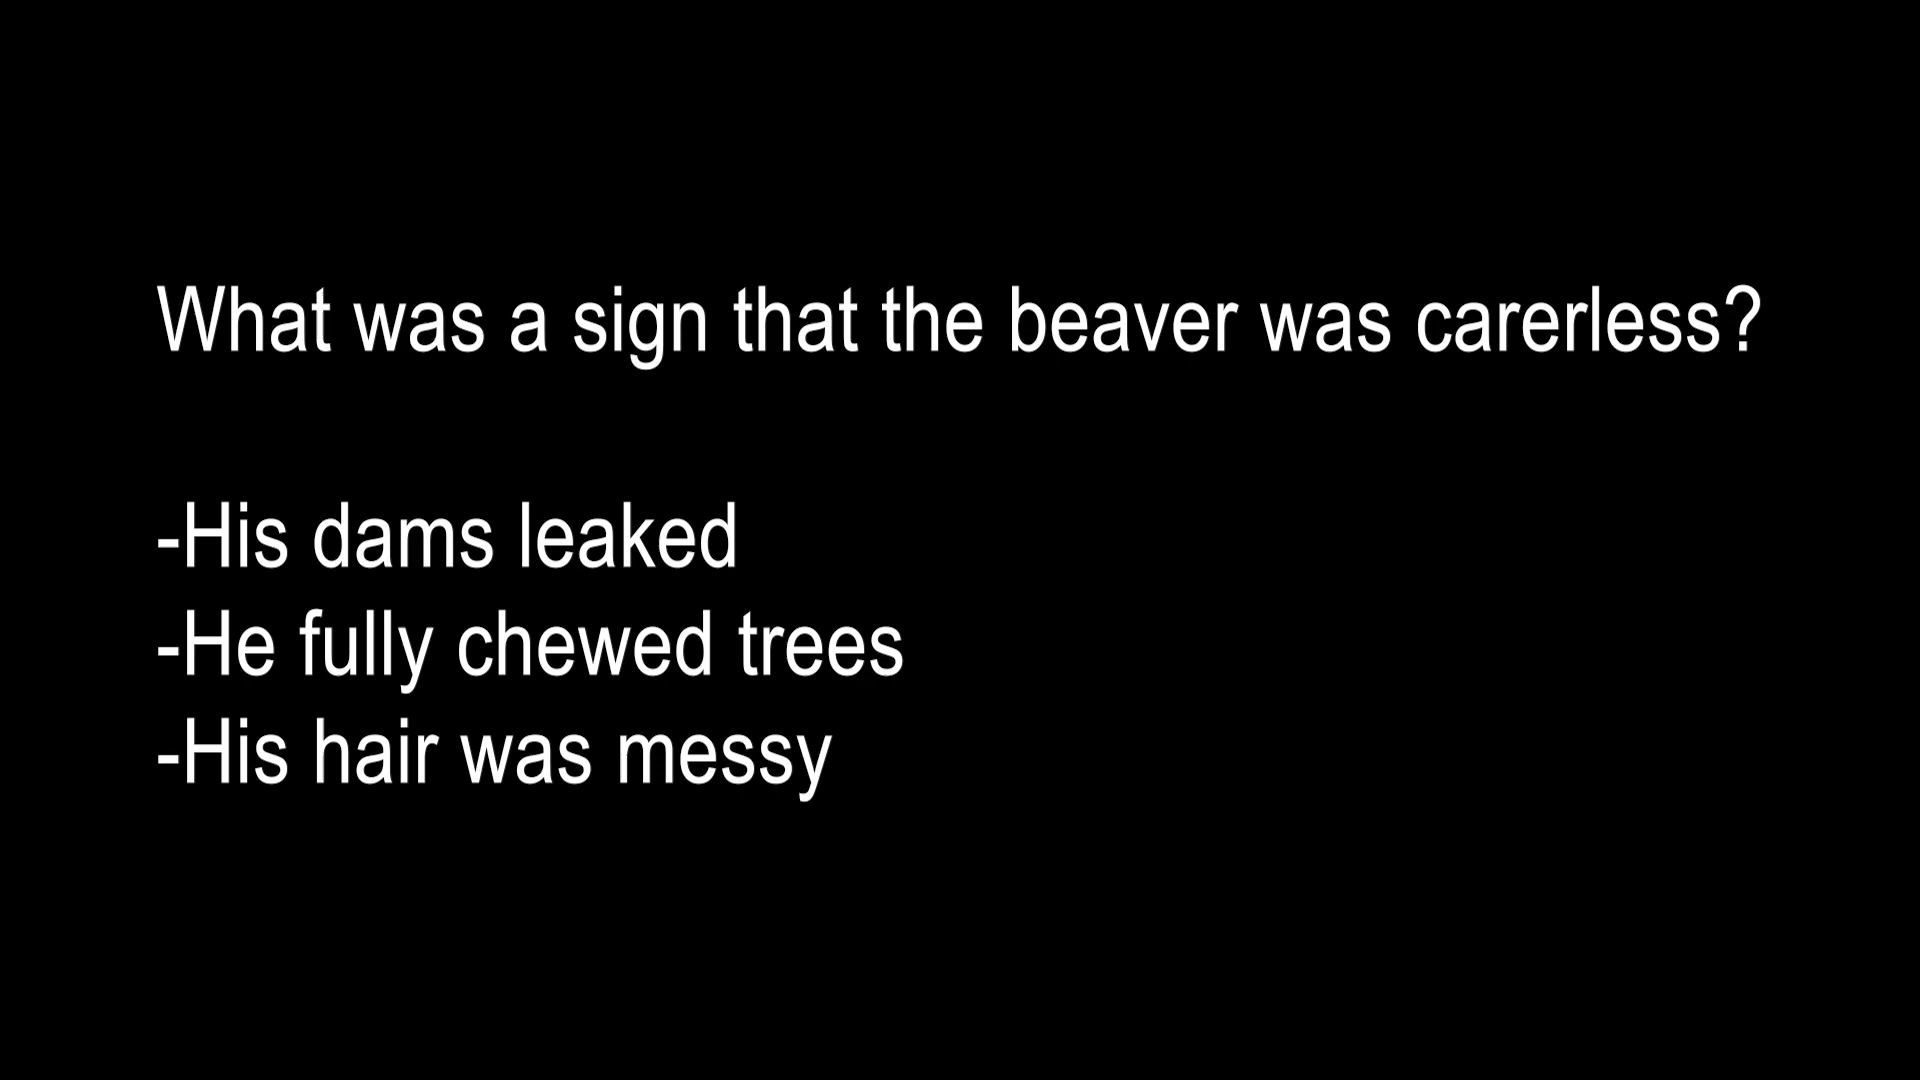 What was a sign that the beaver was carerless?
-His dams leaked
-He fully chewed trees
-His hair was messy